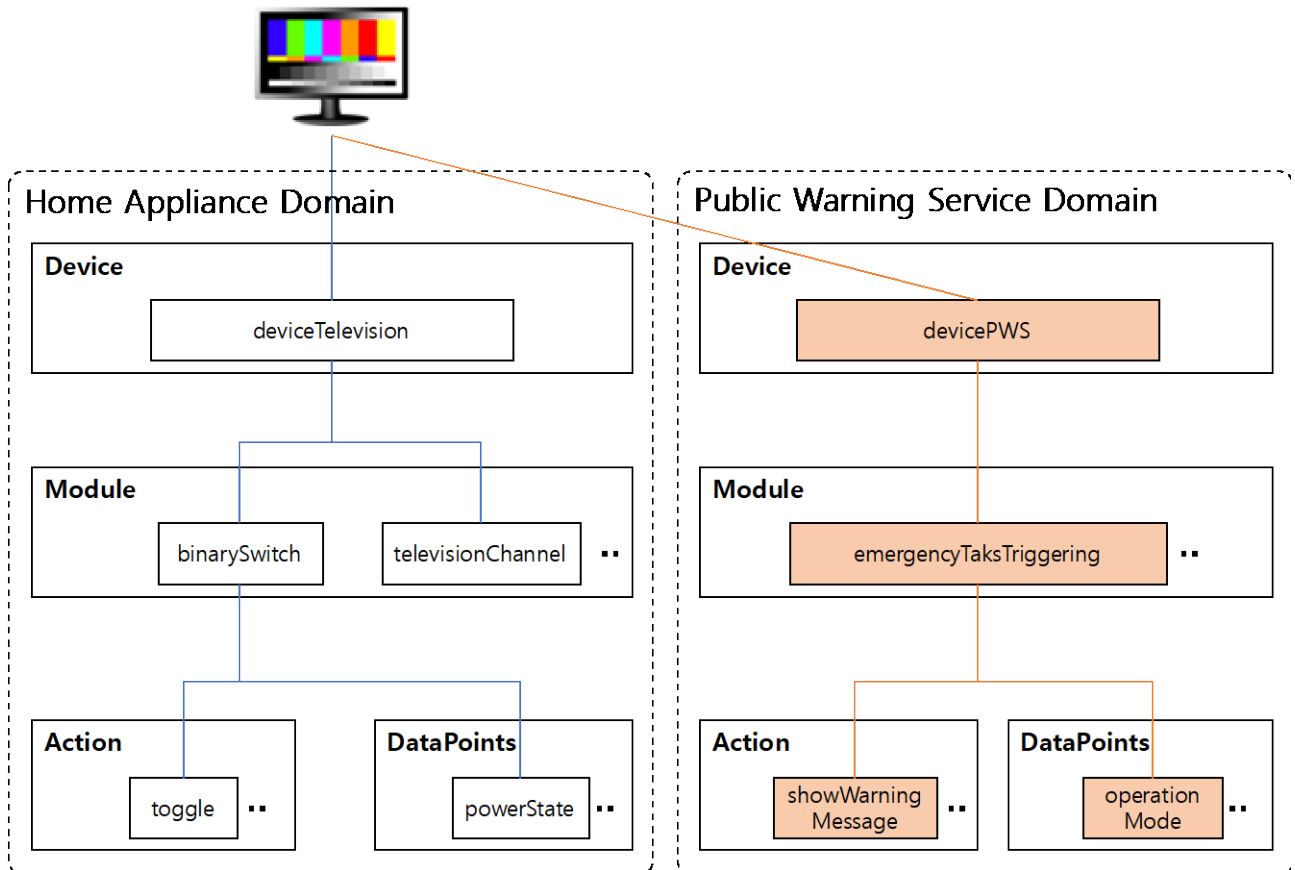 Home Appliance Domain
Device
deviceTelevision
Module
binarySwitch
televisionChannel
..
Action
toggle
..
DataPoints
powerState
..
Public Warning Service Domain
Device
devicePWS
Module
emergencyTaksTriggering
..
Action
showWarning
Message
..
DataPoints
operation
Mode
..